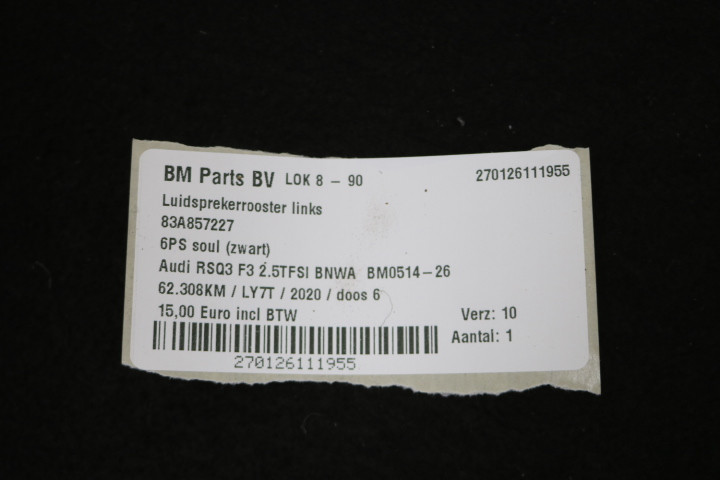 BM Parts BV LOK 8 - 90 270126111955
Luidsprekerrooster links
83A857227
6PS soul (zwart)
Audi RSQ3 F3 2.5TFSI BNWA BM0514-26
62.308KM / LY7T / 2020 / doos 6
15,00 Euro incl BTW Verz: 10
Aantal: 1
270126111955